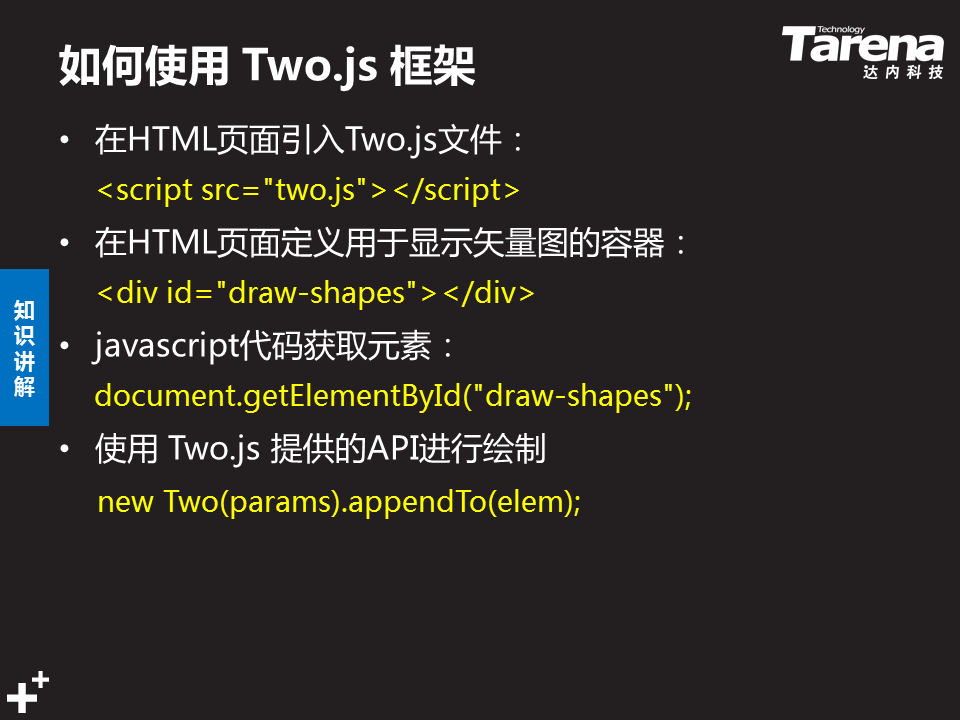 如何使用 Two.js 框架
Technology
Tarena
达内科技
• 在HTML页面引入Two.js文件：
<script src="two.js"></script>
• 在HTML页面定义用于显示矢量图的容器：
<div id="draw-shapes"></div>
• javascript代码获取元素：
document.getElementById("draw-shapes");
• 使用 Two.js 提供的API进行绘制
new Two(params).appendTo(elem);
知
识
讲
解